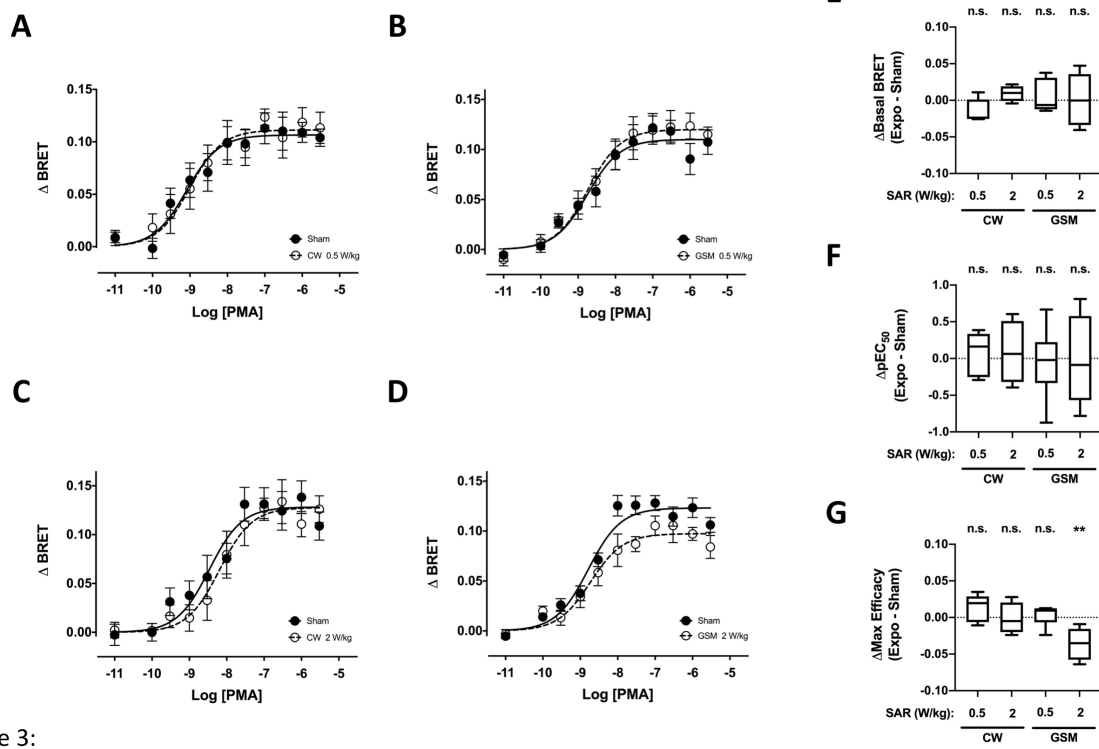 A
Δ BRET
0.15
0.10
0.05
0.00
Sham
CW 0.5 W/kg
-11 -10 -9 -8 -7 -6 -5
Log [PMA]
B
Δ BRET
0.15
0.10
0.05
0.00
Sham
GSM 0.5 W/kg
-11 -10 -9 -8 -7 -6 -5
Log [PMA]
C
Δ BRET
0.15
0.10
0.05
0.00
Sham
CW 2 W/kg
-11 -10 -9 -8 -7 -6 -5
Log [PMA]
D
Δ BRET
0.15
0.10
0.05
0.00
Sham
GSM 2 W/kg
-11 -10 -9 -8 -7 -6 -5
Log [PMA]
n.s. n.s. n.s. n.s.
ΔBasal BRET
(Expo - Sham)
0.10
0.05
0.00
-0.05
-0.10
SAR (W/kg): 0.5 2 0.5 2
CW GSM
F
n.s. n.s. n.s. n.s.
ΔpEC50
(Expo - Sham)
1.0
0.5
0.0
-0.5
-1.0
SAR (W/kg): 0.5 2 0.5 2
CW GSM
G
n.s. n.s. n.s. **
ΔMax Efficacy
(Expo - Sham)
0.10
0.05
0.00
-0.05
-0.10
SAR (W/kg): 0.5 2 0.5 2
CW GSM
e 3: